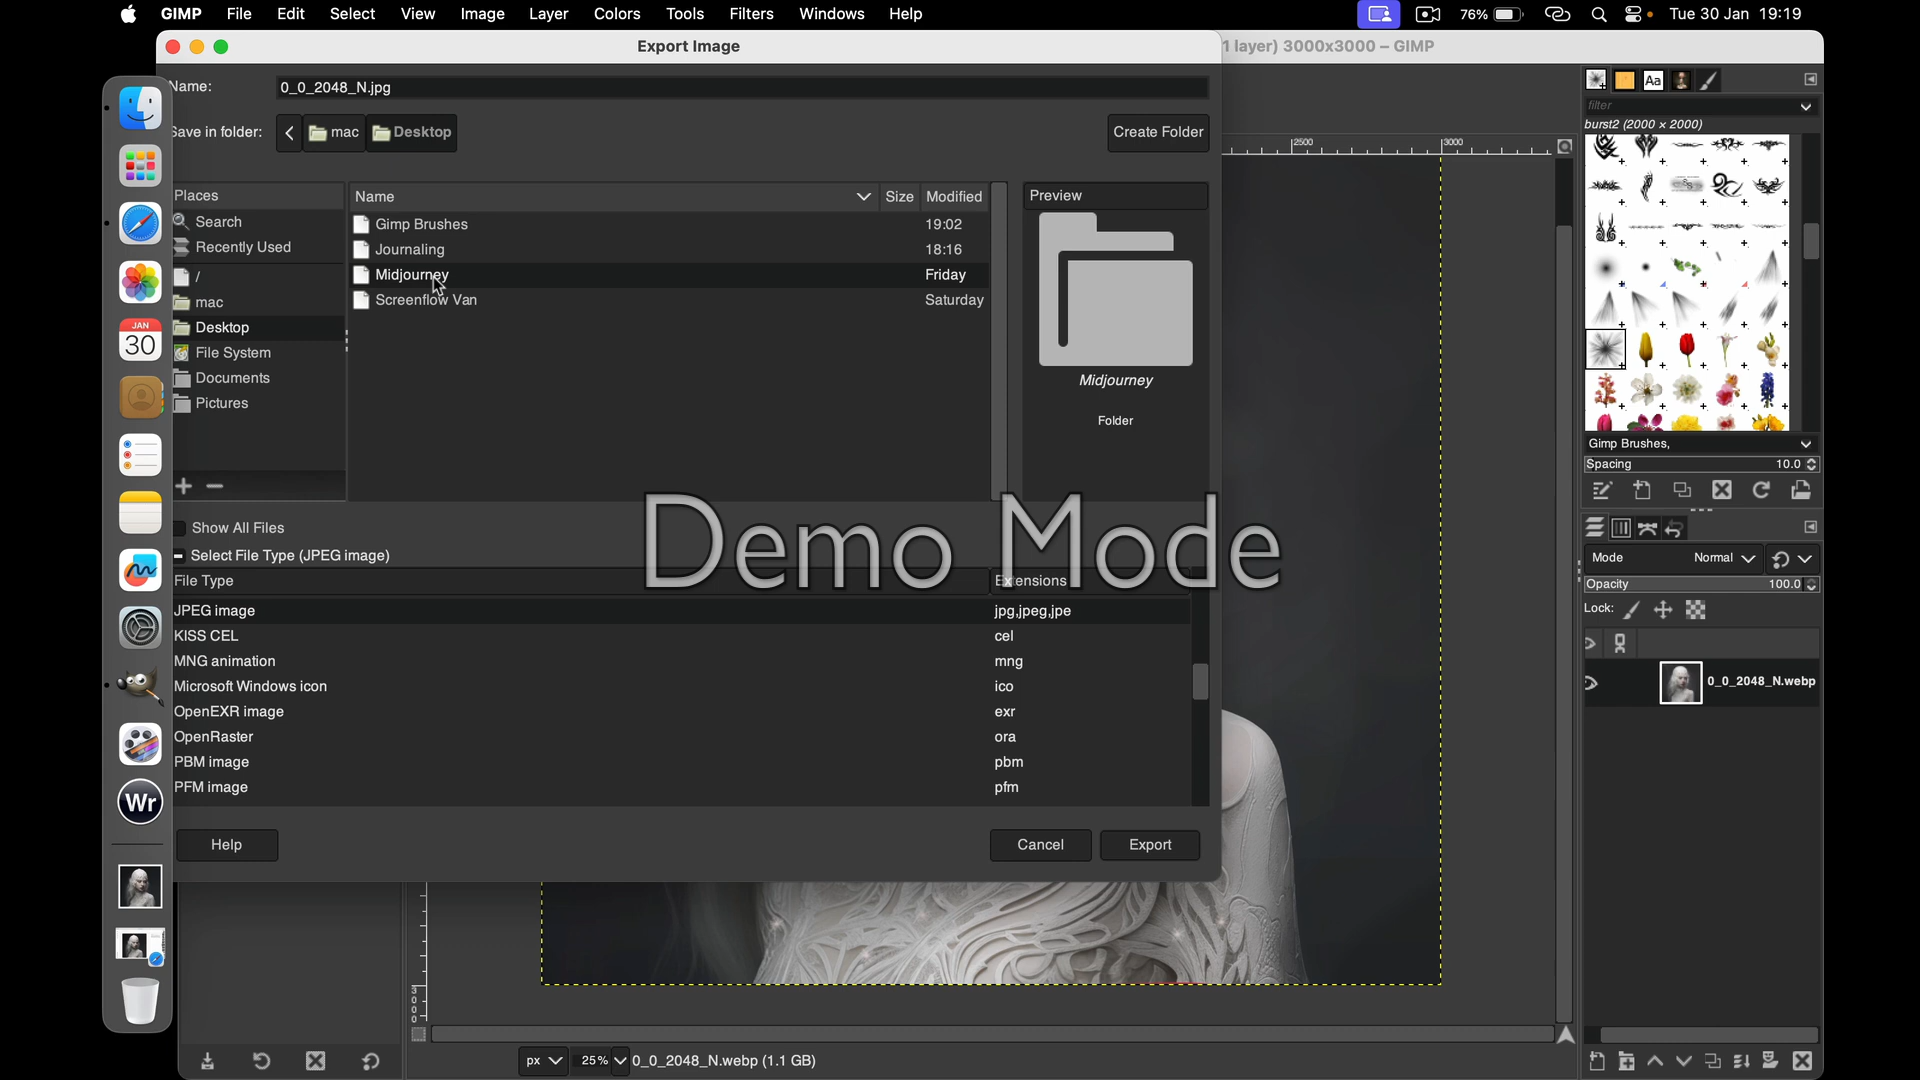 GIMP File Edit Select View Image Layer Colors Tools Filters Windows Help 76% Tue 30 Jan 19:19
Export Image
1 layer) 3000x3000 – GIMP
Name: 0_0_2048_N.jpg
Save in folder: mac Desktop Create Folder
Aa
filter
burst2 (2000 × 2000)
2500 3000
Places
Search
Recently Used
/
mac
Desktop
File System
Documents
Pictures
Name Size Modified
Gimp Brushes 19:02
Journaling 18:16
Midjourney Friday
Screenflow Van Saturday
Preview
Midjourney
Folder
JAN
30
Gimp Brushes,
Spacing 10.0
Show All Files
Select File Type (JPEG image)
Demo Mode
File Type Extensions
JPEG image jpg,jpeg,jpe
KISS CEL cel
MNG animation mng
Microsoft Windows icon ico
OpenEXR image exr
OpenRaster ora
PBM image pbm
PFM image pfm
Help Cancel Export
Mode Normal
Opacity 100.0
Lock:
0_0_2048_N.webp
Wr
3000
px 25% 0_0_2048_N.webp (1.1 GB)